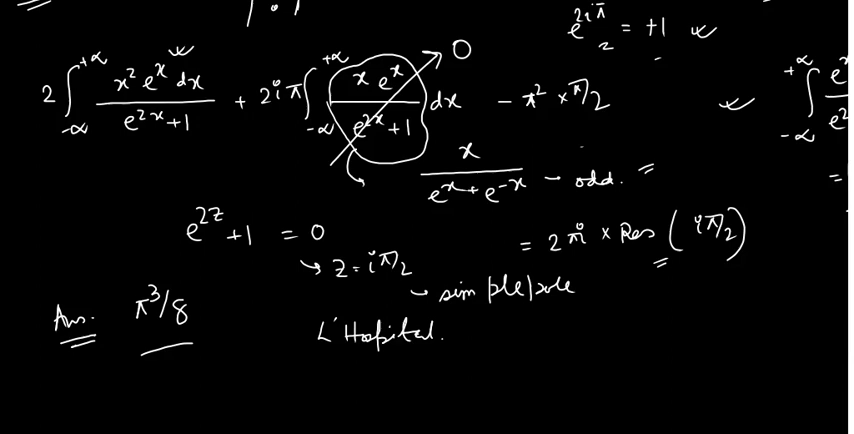 e^{2iπ} = +1
2 ∫_{-∝}^{+∝} x² e^x dx / e^{2x}+1 + 2iπ ∫_{-∝}^{+∝} x e^x / e^{2x}+1 dx → 0 - π² × π/2
∫_{-∝}^{+∝} e^x / e^2
x / e^x + e^{-x} → odd. =
e^{2z} + 1 = 0
= 2πi × Res (iπ/2)
→ z = iπ/2
→ simple pole
Ans. π³/8
L'Hospital.